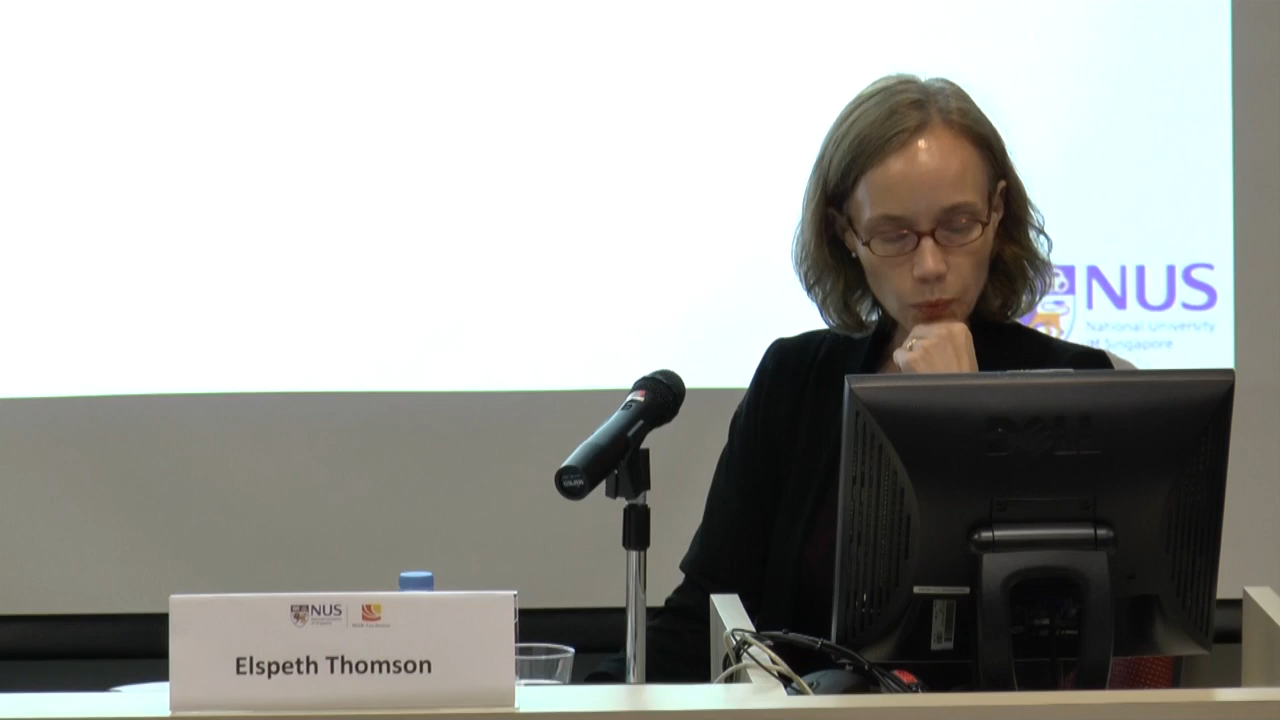 NUS
National University
of Singapore
DELL
NUS
Elspeth Thomson